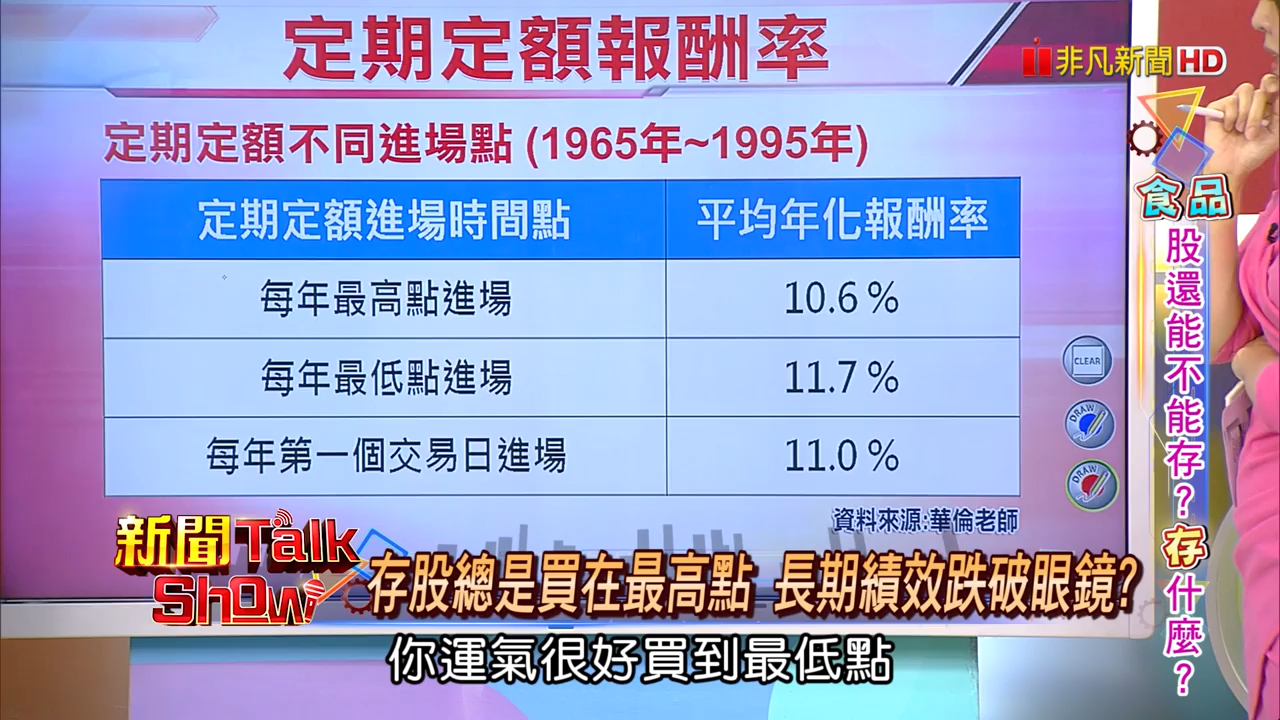 定期定額報酬率
非凡新聞HD
定期定額不同進場點 (1965年~1995年)
定期定額進場時間點 平均年化報酬率
每年最高點進場 10.6 %
每年最低點進場 11.7 %
每年第一個交易日進場 11.0 %
資料來源:華倫老師
CLEAR
DRAW
DRAW
食品股還能不能存?存什麼?
新聞Talk Show
存股總是買在最高點 長期績效跌破眼鏡?
你運氣很好買到最低點